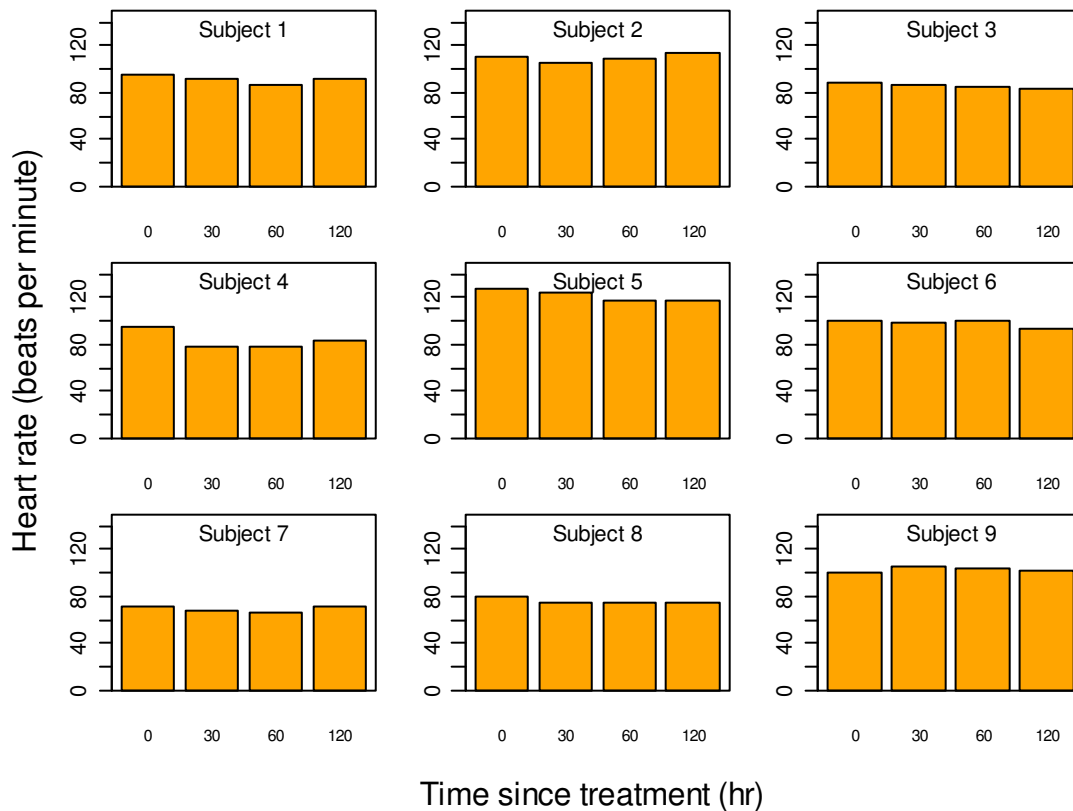 Heart rate (beats per minute)
Subject 1
0 40 80 120
0 30 60 120
Subject 2
0 40 80 120
0 30 60 120
Subject 3
0 40 80 120
0 30 60 120
Subject 4
0 40 80 120
0 30 60 120
Subject 5
0 40 80 120
0 30 60 120
Subject 6
0 40 80 120
0 30 60 120
Subject 7
0 40 80 120
0 30 60 120
Subject 8
0 40 80 120
0 30 60 120
Subject 9
0 40 80 120
0 30 60 120
Time since treatment (hr)